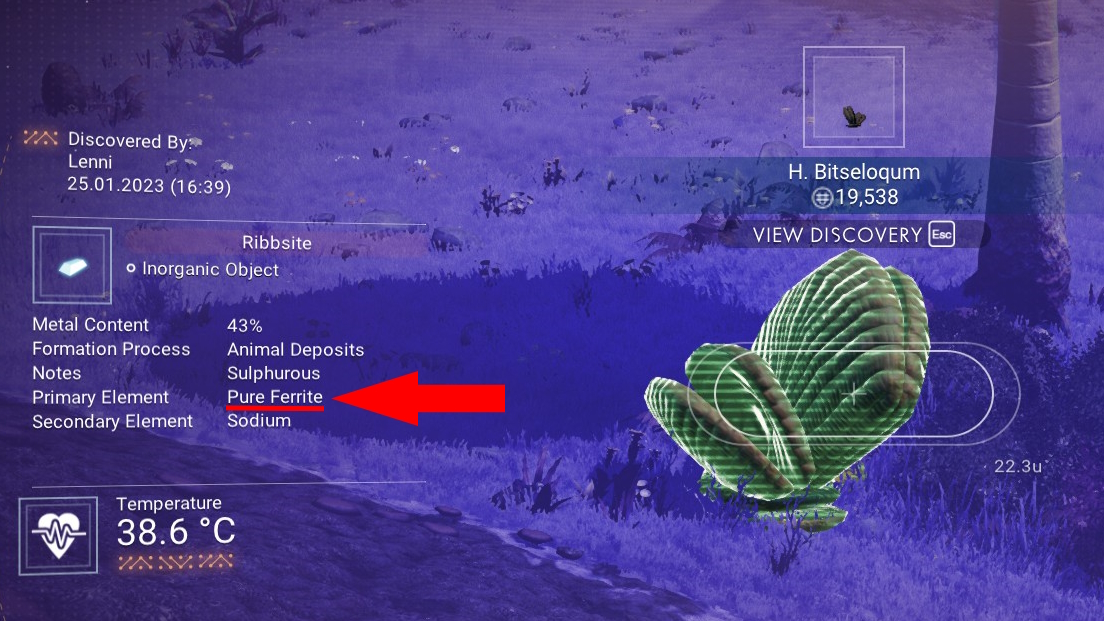 Discovered By:
Lenni
25.01.2023 (16:39)
H. Bitseloqum
19,538
VIEW DISCOVERY Esc
Ribbsite
Inorganic Object
Metal Content 43%
Formation Process Animal Deposits
Notes Sulphurous
Primary Element Pure Ferrite
Secondary Element Sodium
22.3u
Temperature
38.6 °C